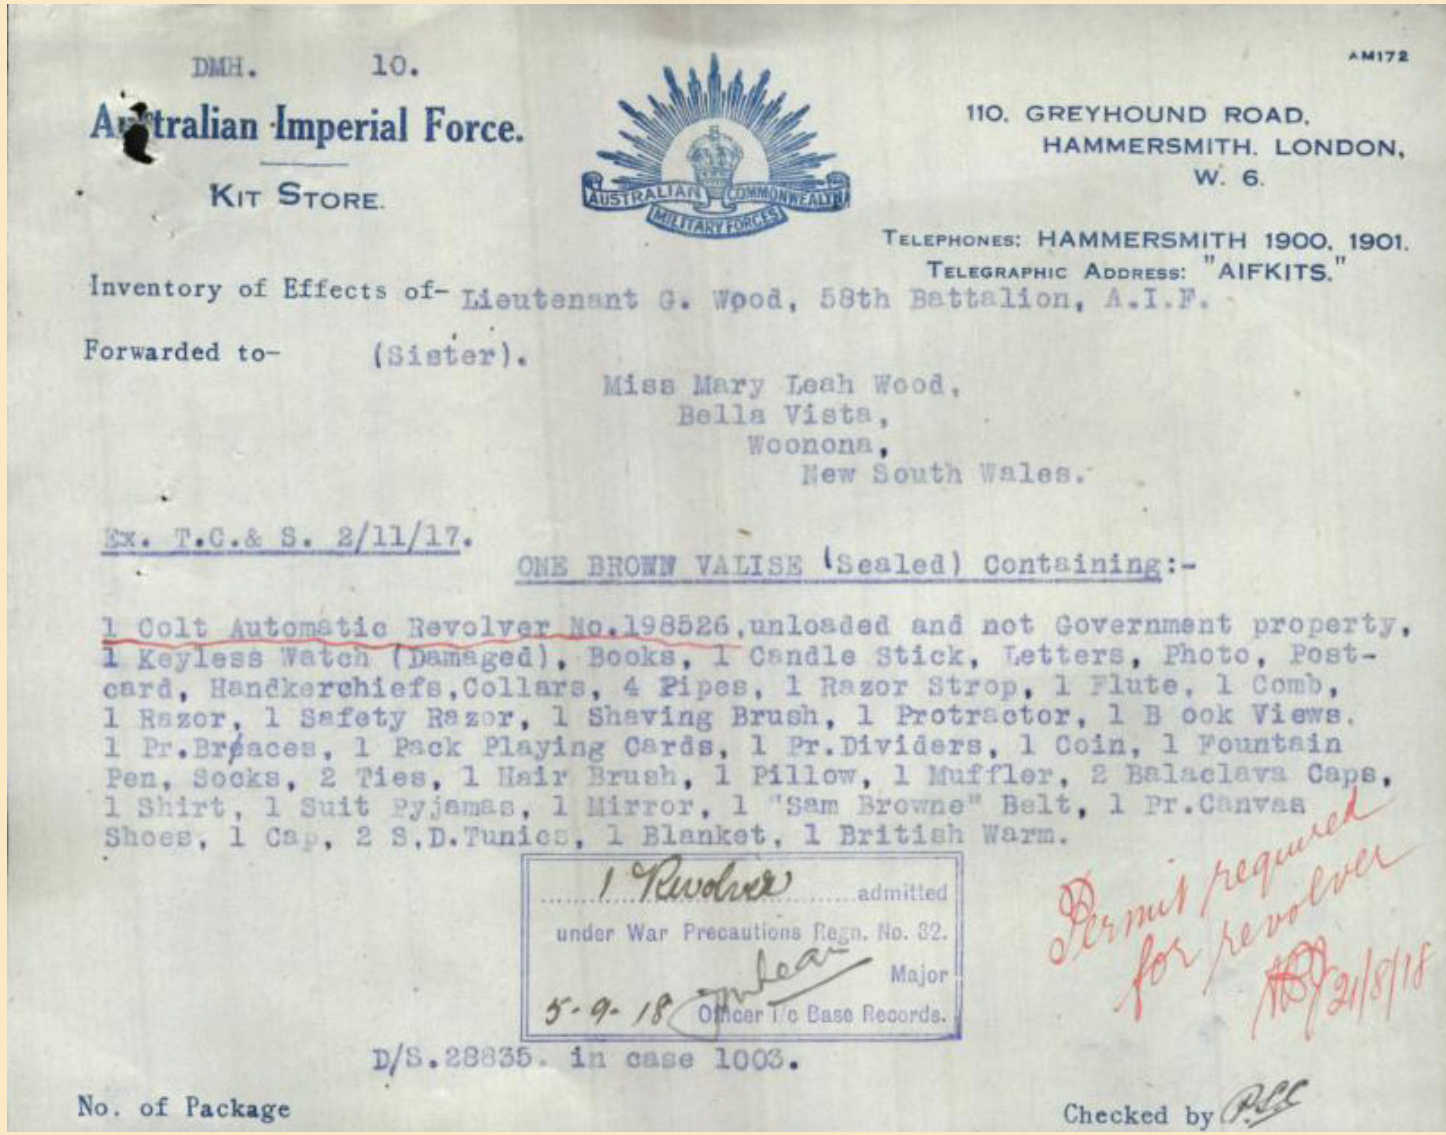 DMH. 10.
AM172
Australian Imperial Force.
KIT STORE.
AUSTRALIAN COMMONWEALTH
MILITARY FORCES
110, GREYHOUND ROAD,
HAMMERSMITH. LONDON,
W. 6.
TELEPHONES: HAMMERSMITH 1900, 1901.
TELEGRAPHIC ADDRESS: "AIFKITS."
Inventory of Effects of- Lieutenant G. Wood, 58th Battalion, A.I.F.
Forwarded to- (Sister).
Miss Mary Leah Wood,
Bella Vista,
Woonona,
New South Wales.
Ex. T.C.& S. 2/11/17.
ONE BROWN VALISE (Sealed) Containing:-
1 Colt Automatic Revolver No.198526, unloaded and not Government property,
1 Keyless Watch (Damaged), Books, 1 Candle Stick, Letters, Photo, Post-
card, Handkerchiefs,Collars, 4 Pipes, 1 Razor Strop, 1 Flute, 1 Comb,
1 Razor, 1 Safety Razor, 1 Shaving Brush, 1 Protractor, 1 B ook Views.
1 Pr.Braces, 1 Pack Playing Cards, 1 Pr.Dividers, 1 Coin, 1 Fountain
Pen, Socks, 2 Ties, 1 Hair Brush, 1 Pillow, 1 Muffler, 2 Balaclava Caps,
1 Shirt, 1 Suit Pyjamas, 1 Mirror, 1 "Sam Browne" Belt, 1 Pr.Canvas
Shoes, 1 Cap, 2 S.D.Tunics, 1 Blanket, 1 British Warm.
1 Revolver admitted
under War Precautions Regn. No. 32.
Major
5-9-18 Officer i/c Base Records.
Permit required
for revolver
21/8/18
D/S.28835. in case 1003.
No. of Package
Checked by